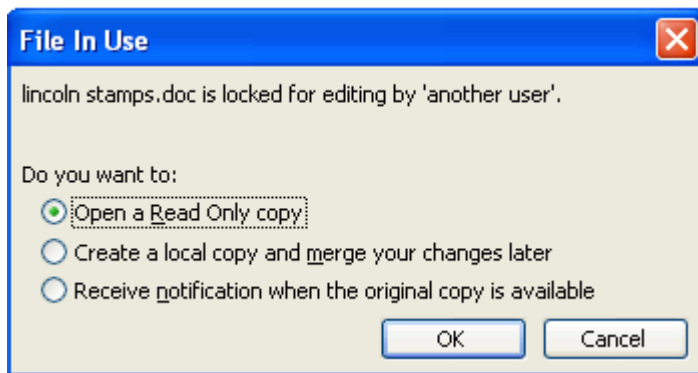 File In Use
lincoln stamps.doc is locked for editing by 'another user'.
Do you want to:
Open a Read Only copy
Create a local copy and merge your changes later
Receive notification when the original copy is available
OK Cancel